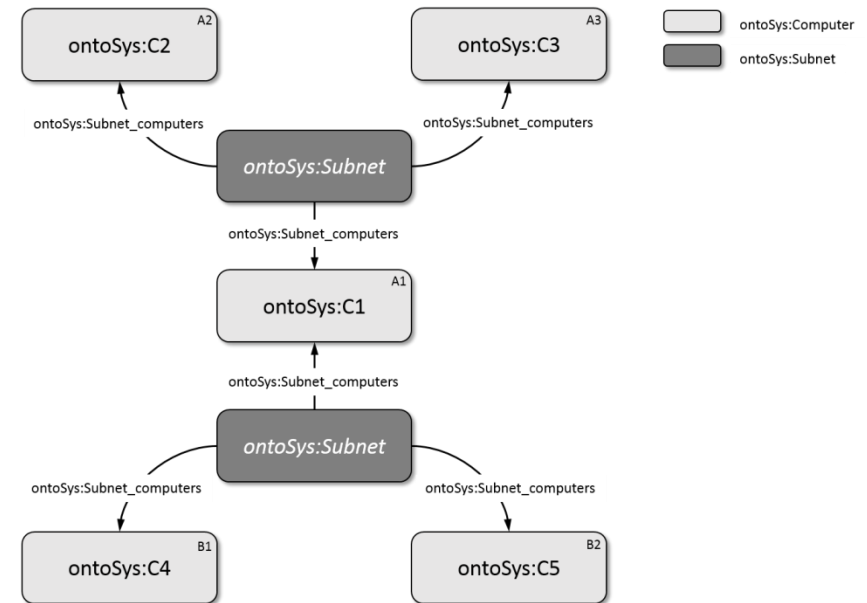 A2
ontoSys:C2
A3
ontoSys:C3
ontoSys:Computer
ontoSys:Subnet
ontoSys:Subnet_computers
ontoSys:Subnet_computers
ontoSys:Subnet
ontoSys:Subnet_computers
A1
ontoSys:C1
ontoSys:Subnet_computers
ontoSys:Subnet
ontoSys:Subnet_computers
ontoSys:Subnet_computers
B1
ontoSys:C4
B2
ontoSys:C5